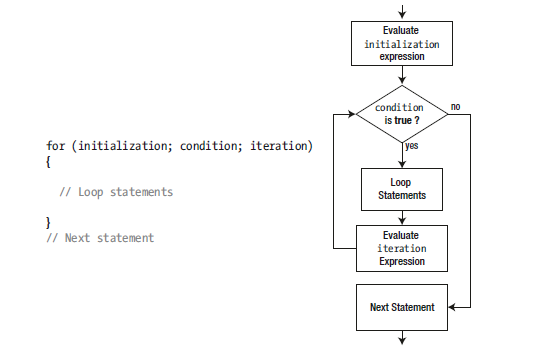 for (initialization; condition; iteration)
{
// Loop statements
}
// Next statement
Evaluate
initialization
expression
condition
is true ?
no
yes
Loop
Statements
Evaluate
iteration
Expression
Next Statement